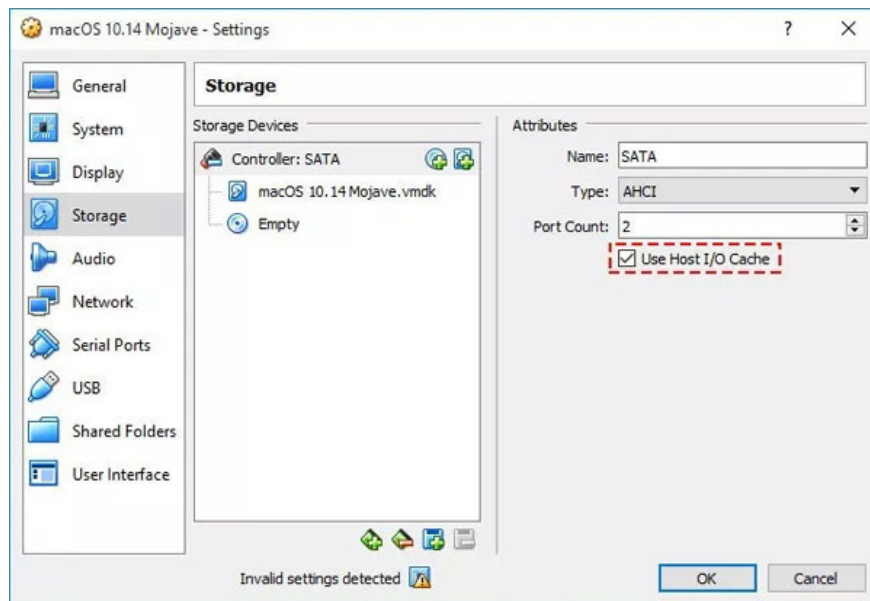 macOS 10.14 Mojave - Settings
?
General
System
Display
Storage
Audio
Network
Serial Ports
USB
Shared Folders
User Interface
Storage
Storage Devices
Controller: SATA
macOS 10.14 Mojave.vmdk
Empty
Attributes
Name: SATA
Type: AHCI
Port Count: 2
Use Host I/O Cache
Invalid settings detected
OK
Cancel